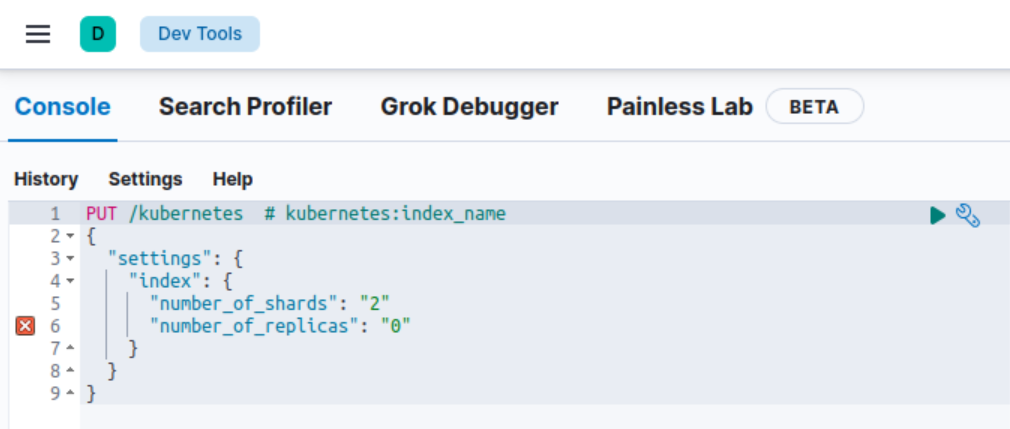 D Dev Tools
Console Search Profiler Grok Debugger Painless Lab BETA
History Settings Help
1 PUT /kubernetes  # kubernetes:index_name
2 {
3   "settings": {
4     "index": {
5       "number_of_shards": "2"
6       "number_of_replicas": "0"
7     }
8   }
9 }